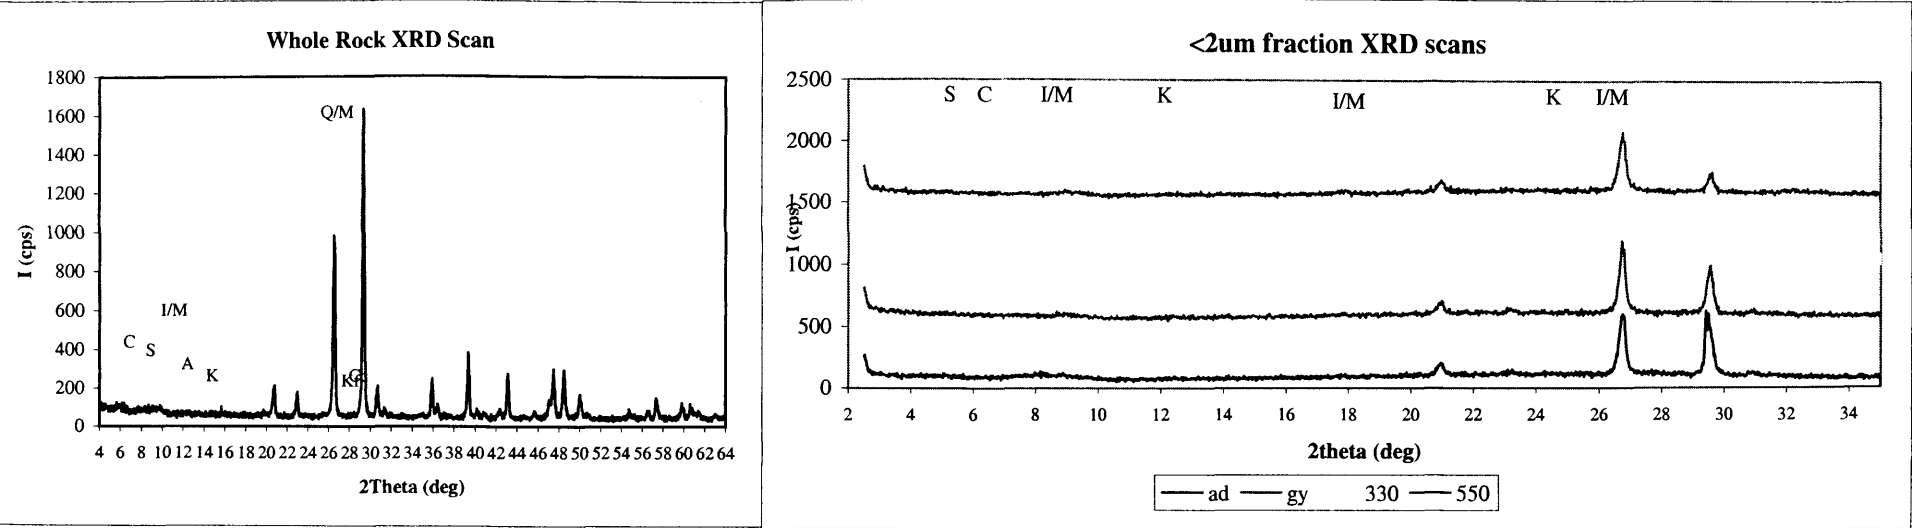 Whole Rock XRD Scan
1800
1600
1400
1200
1000
800
600
400
200
0
I (cps)
Q/M
I/M
C
S
A
K
4 6 8 10 12 14 16 18 20 22 24 26 28 30 32 34 36 38 40 42 44 46 48 50 52 54 56 58 60 62 64
2Theta (deg)
<2um fraction XRD scans
2500
2000
1500
1000
500
0
I (cps)
S C I/M K I/M K I/M
2 4 6 8 10 12 14 16 18 20 22 24 26 28 30 32 34
2theta (deg)
ad gy 330 550